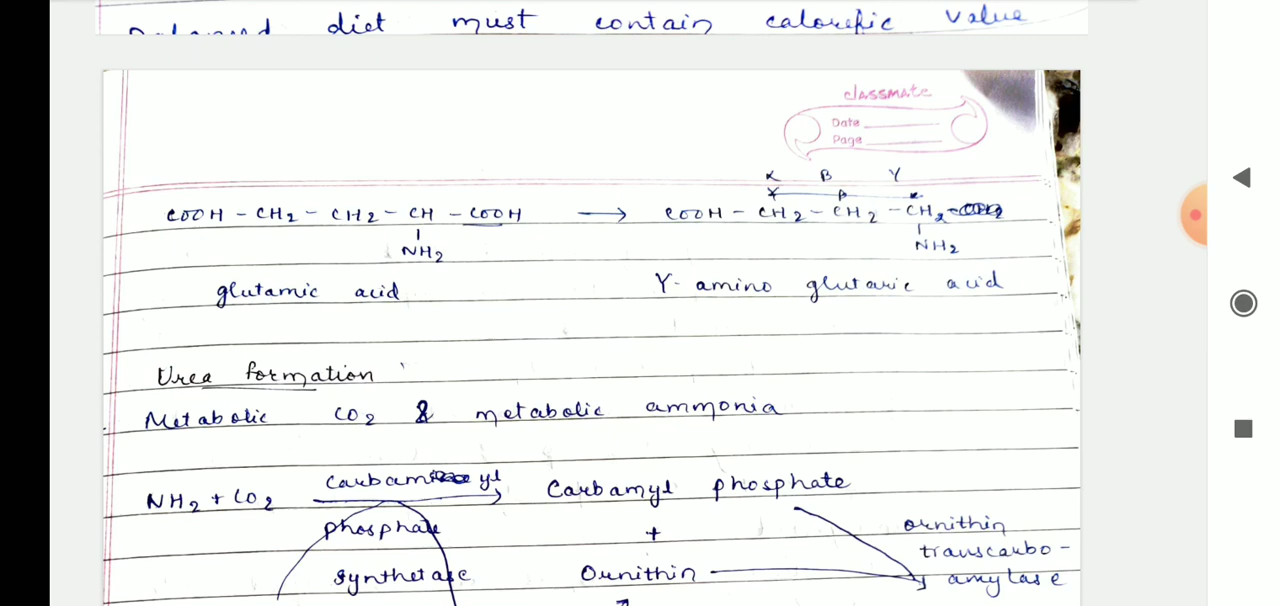 diet must contain calorific value
classmate
Date
Page
α β γ
COOH - CH2 - CH2 - CH - COOH → COOH - CH2 - CH2 - CH2
NH2 NH2
glutamic acid γ- amino glutaric acid
Urea formation
Metabolic CO2 & metabolic ammonia
NH2 + CO2 Carbam yl Carbamyl phosphate
phosphate + ornithin
transcarbo -
synthetase Ornithin amylase